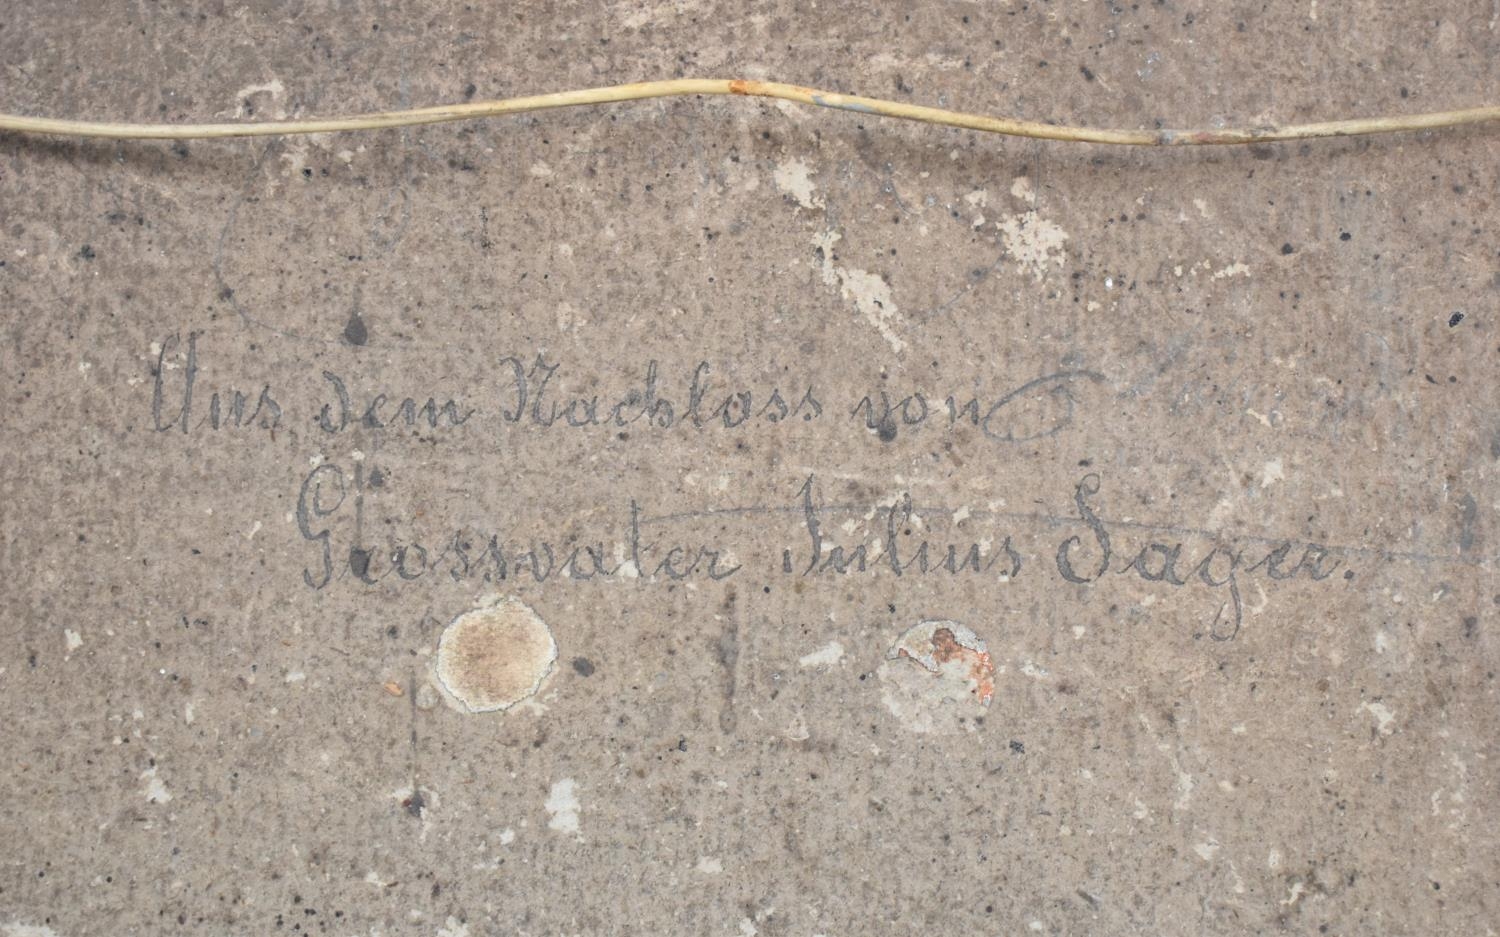 Aus dem Nachlass von
Grossvater Julius Sager.